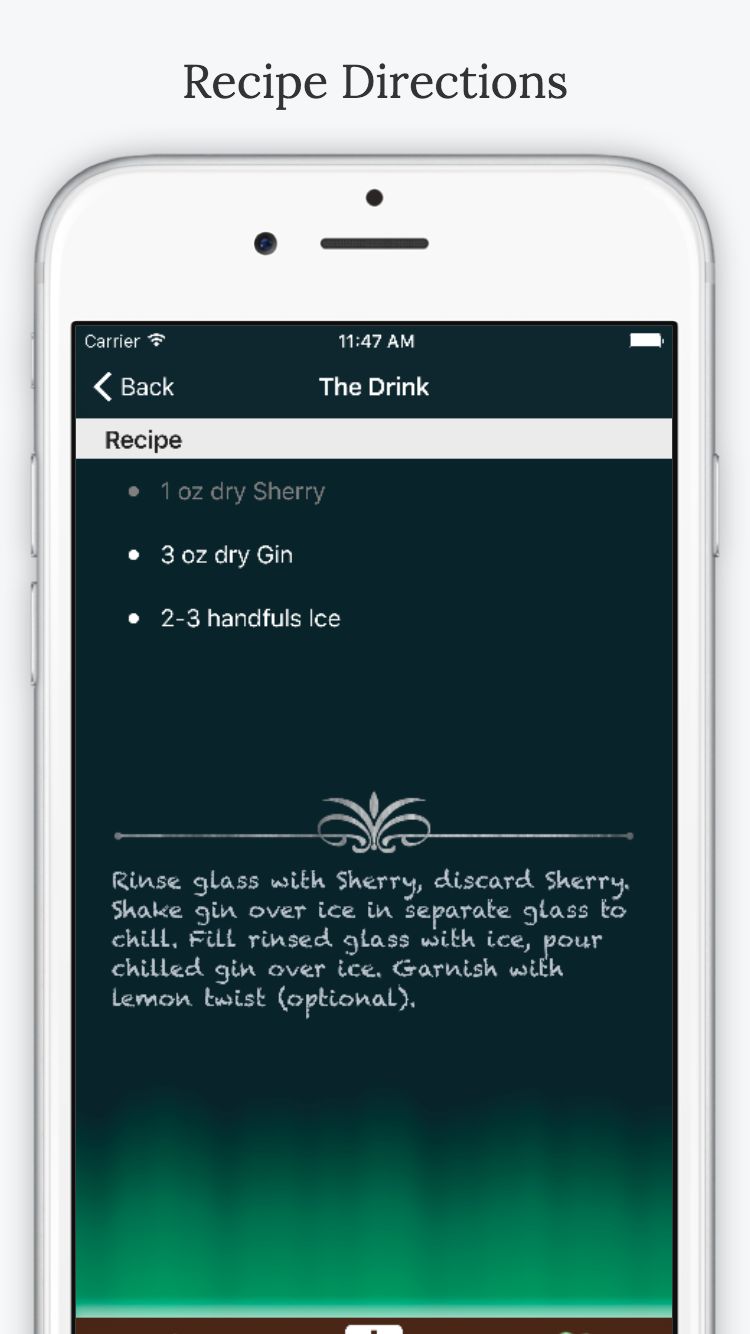 Recipe Directions
Carrier 11:47 AM
Back The Drink
Recipe
• 1 oz dry Sherry
• 3 oz dry Gin
• 2-3 handfuls Ice
Rinse glass with Sherry, discard Sherry.
Shake gin over ice in separate glass to
chill. Fill rinsed glass with ice, pour
chilled gin over ice. Garnish with
lemon twist (optional).